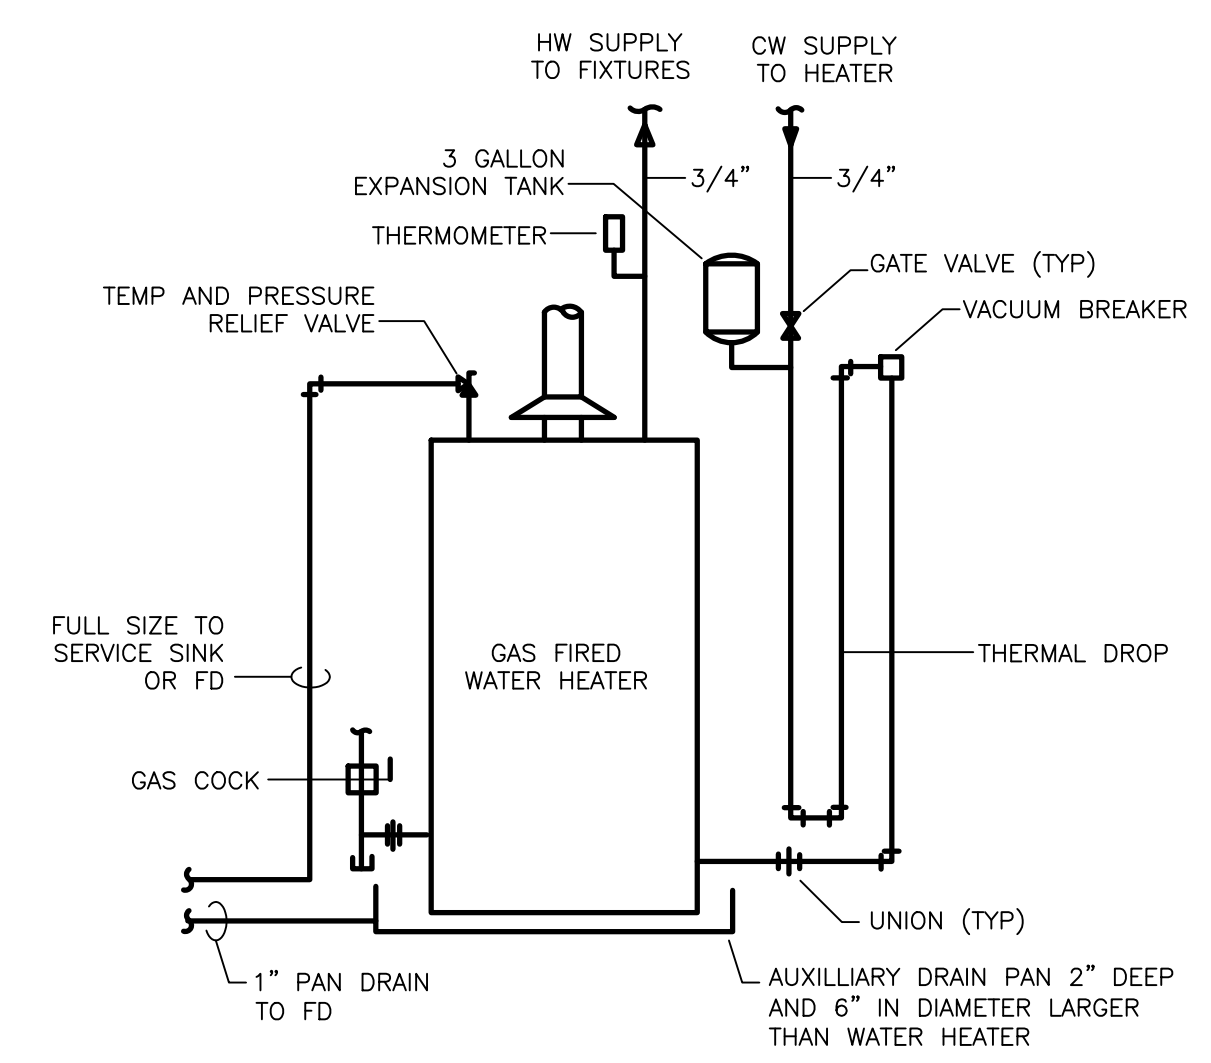 HW SUPPLY
TO FIXTURES
CW SUPPLY
TO HEATER
3 GALLON
EXPANSION TANK
3/4"
3/4"
THERMOMETER
GATE VALVE (TYP)
TEMP AND PRESSURE
RELIEF VALVE
VACUUM BREAKER
FULL SIZE TO
SERVICE SINK
OR FD
GAS FIRED
WATER HEATER
THERMAL DROP
GAS COCK
UNION (TYP)
1" PAN DRAIN
TO FD
AUXILLIARY DRAIN PAN 2" DEEP
AND 6" IN DIAMETER LARGER
THAN WATER HEATER